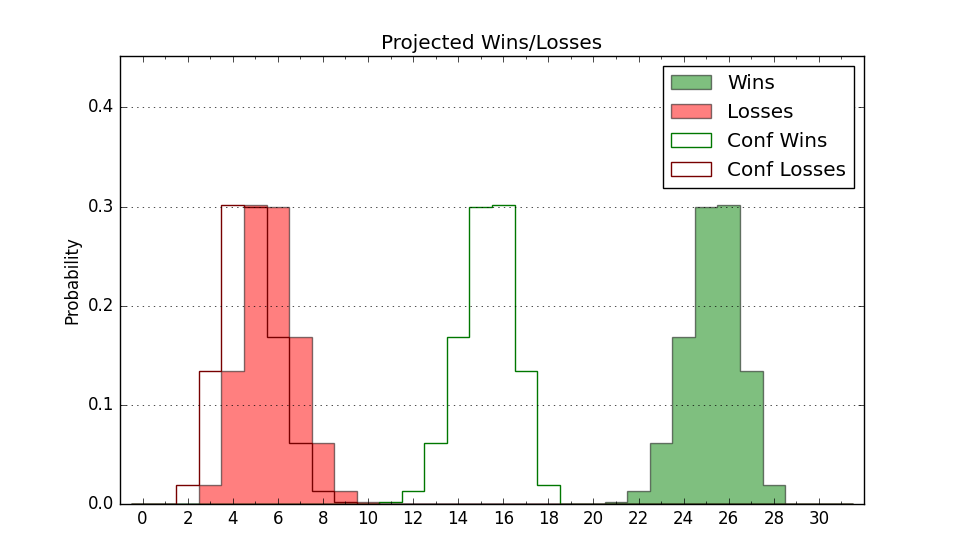 Projected Wins/Losses
Wins
Losses
Conf Wins
Conf Losses
Probability
0.4
0.3
0.2
0.1
0.0
0 2 4 6 8 10 12 14 16 18 20 22 24 26 28 30